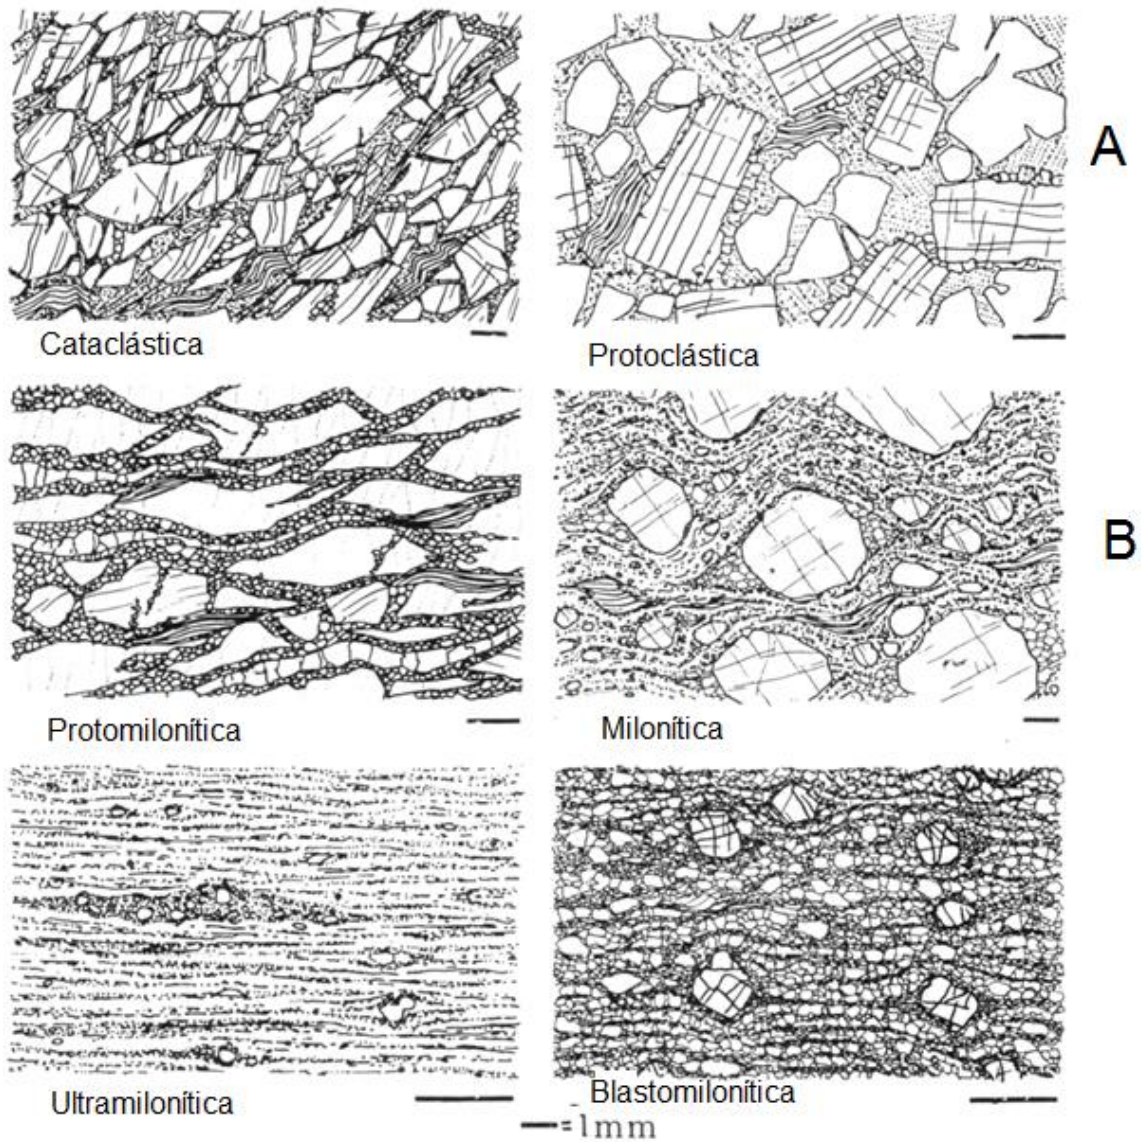 A
Cataclástica
Protoclástica
B
Protomilonítica
Milonítica
Ultramilonítica
Blastomilonítica
=1mm